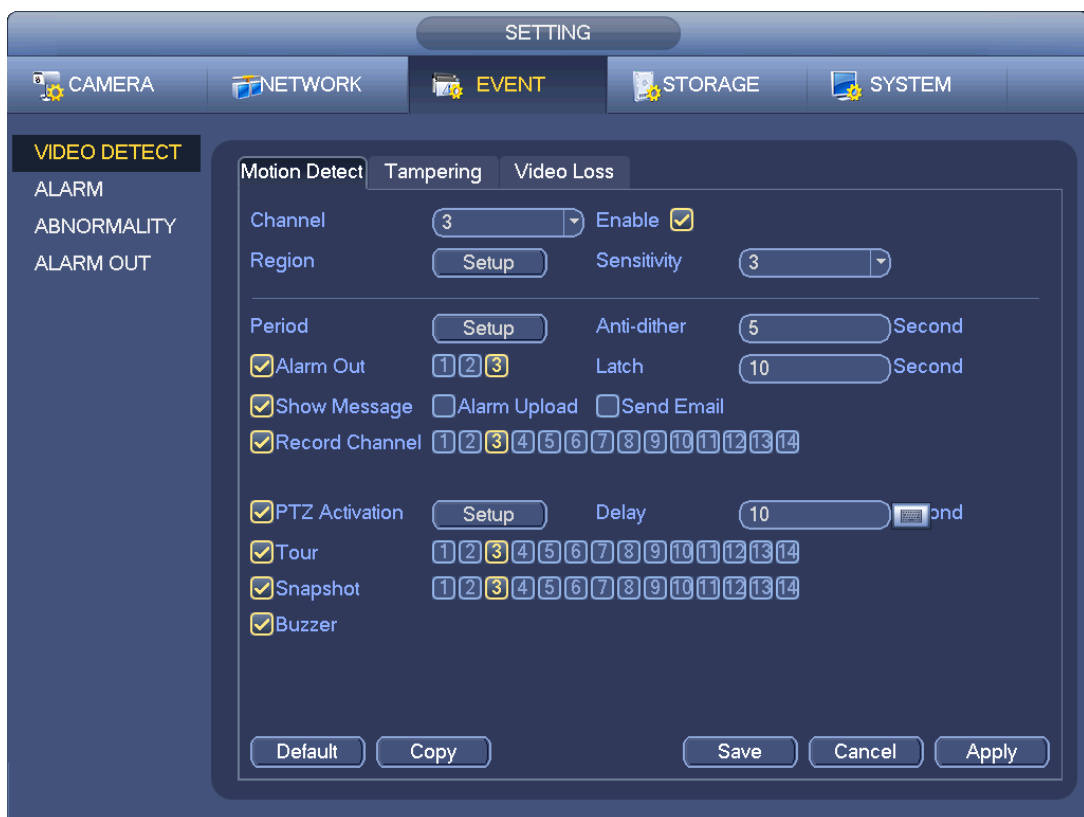 SETTING
CAMERA NETWORK EVENT STORAGE SYSTEM
VIDEO DETECT
ALARM
ABNORMALITY
ALARM OUT
Motion Detect Tampering Video Loss
Channel 3 Enable
Region Setup Sensitivity 3
Period Setup Anti-dither 5 Second
Alarm Out 1 2 3 Latch 10 Second
Show Message Alarm Upload Send Email
Record Channel 1 2 3 4 5 6 7 8 9 10 11 12 13 14
PTZ Activation Setup Delay 10 ond
Tour 1 2 3 4 5 6 7 8 9 10 11 12 13 14
Snapshot 1 2 3 4 5 6 7 8 9 10 11 12 13 14
Buzzer
Default Copy Save Cancel Apply